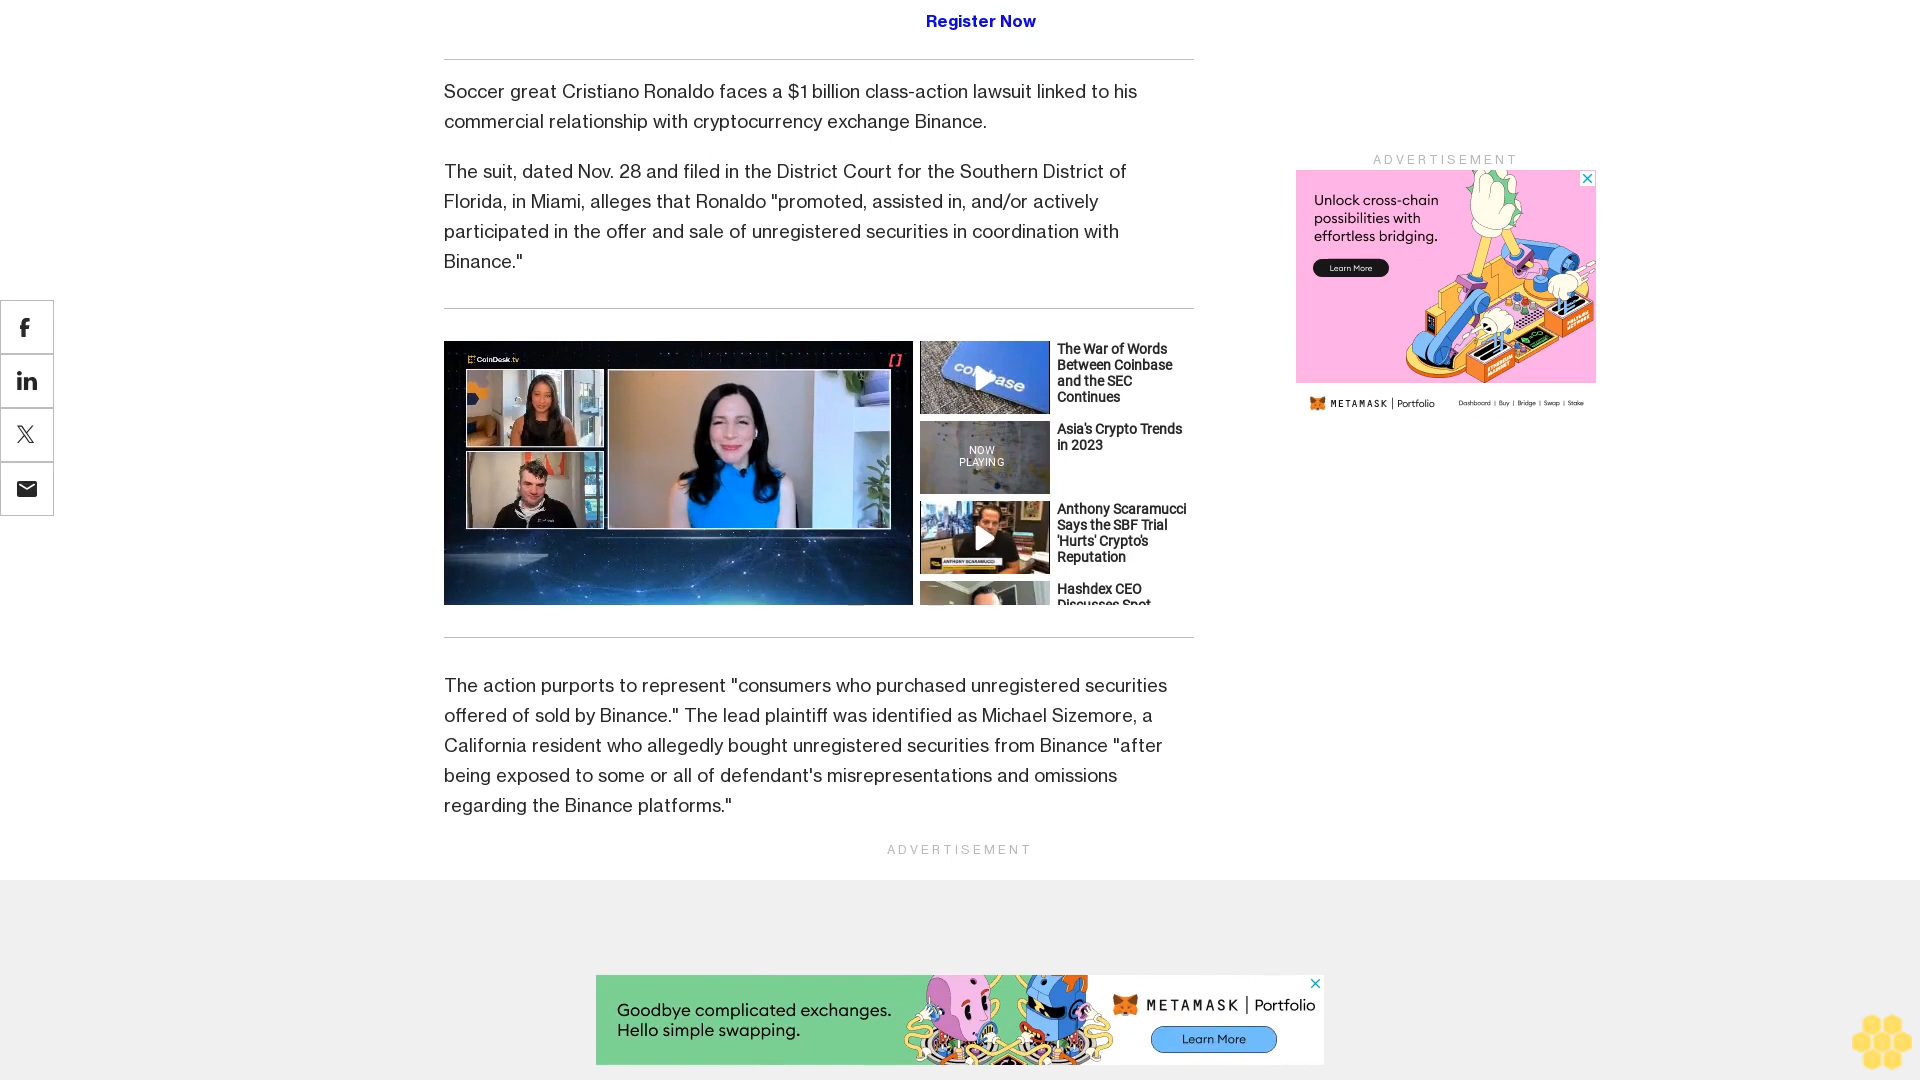 Register Now
Soccer great Cristiano Ronaldo faces a $1 billion class-action lawsuit linked to his
commercial relationship with cryptocurrency exchange Binance.
The suit, dated Nov. 28 and filed in the District Court for the Southern District of
Florida, in Miami, alleges that Ronaldo "promoted, assisted in, and/or actively
participated in the offer and sale of unregistered securities in coordination with
Binance."
ADVERTISEMENT
Unlock cross-chain
possibilities with
effortless bridging.
Learn More
METAMASK | Portfolio
Dashboard | Buy | Bridge | Swap | Stake
CoinDesk.tv
coinbase
The War of Words
Between Coinbase
and the SEC
Continues
NOW
PLAYING
Asia's Crypto Trends
in 2023
ANTHONY SCARAMUCCI
Anthony Scaramucci
Says the SBF Trial
'Hurts' Crypto's
Reputation
Hashdex CEO
Discusses Spot
The action purports to represent "consumers who purchased unregistered securities
offered of sold by Binance." The lead plaintiff was identified as Michael Sizemore, a
California resident who allegedly bought unregistered securities from Binance "after
being exposed to some or all of defendant's misrepresentations and omissions
regarding the Binance platforms."
ADVERTISEMENT
Goodbye complicated exchanges.
Hello simple swapping.
METAMASK | Portfolio
Learn More